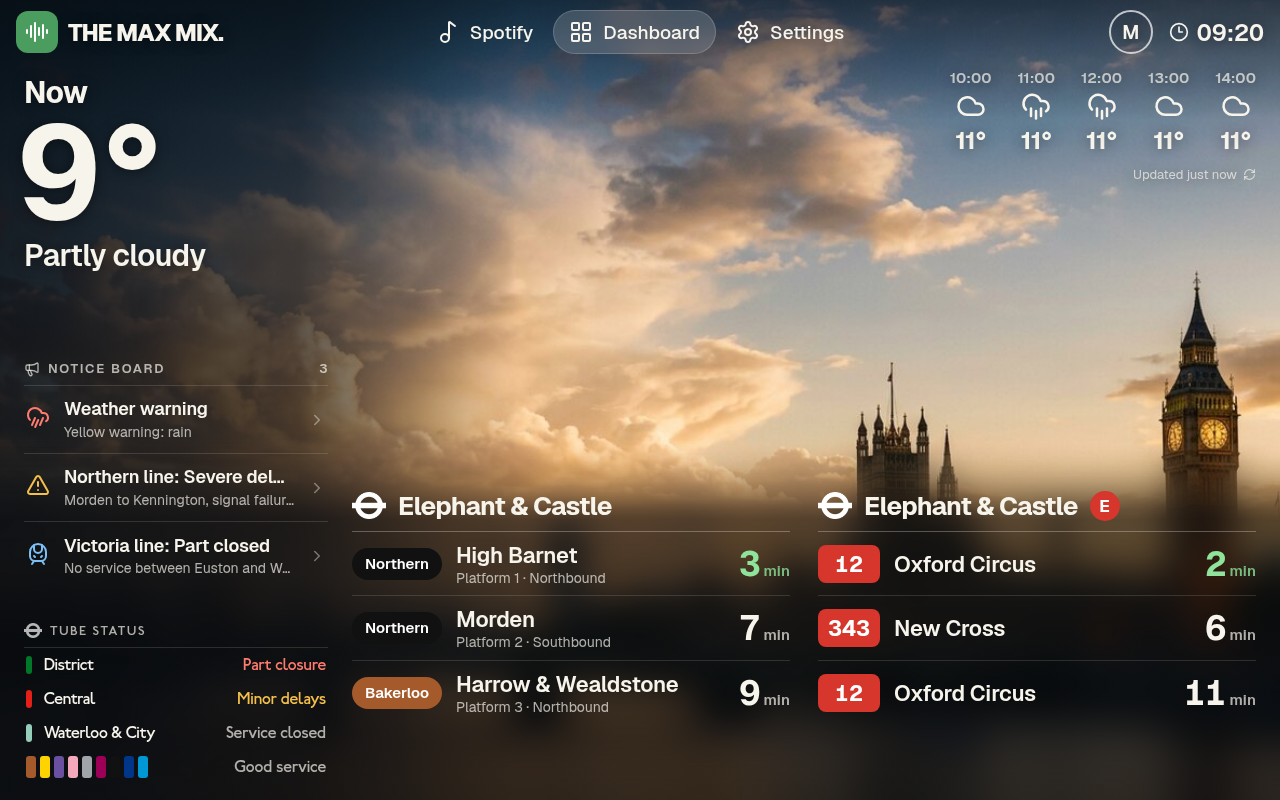 THE MAX MIX.
Spotify
Dashboard
Settings
M
09:20
Now
9°
Partly cloudy
10:00 11:00 12:00 13:00 14:00
11° 11° 11° 11° 11°
Updated just now
NOTICE BOARD 3
Weather warning
Yellow warning: rain
Northern line: Severe del...
Morden to Kennington, signal failur...
Victoria line: Part closed
No service between Euston and W...
TUBE STATUS
District Part closure
Central Minor delays
Waterloo & City Service closed
Good service
Elephant & Castle
Northern High Barnet 3 min
Platform 1 · Northbound
Northern Morden 7 min
Platform 2 · Southbound
Bakerloo Harrow & Wealdstone 9 min
Platform 3 · Northbound
Elephant & Castle E
12 Oxford Circus 2 min
343 New Cross 6 min
12 Oxford Circus 11 min